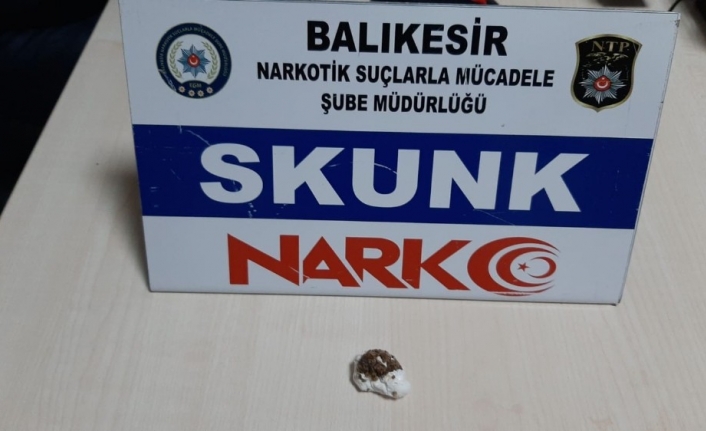 BALIKESİR
NARKOTİK SUÇLARLA MÜCADELE
ŞUBE MÜDÜRLÜĞÜ
NTP
SKUNK
NARKO